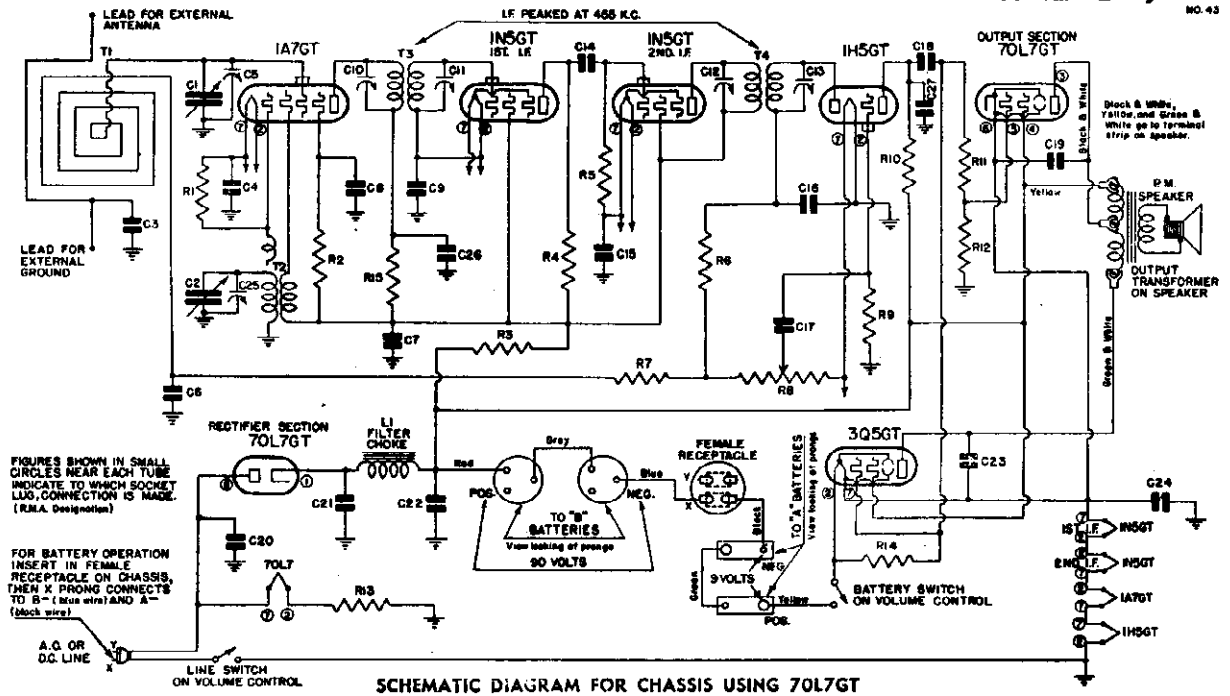 NO. 43
LEAD FOR EXTERNAL
ANTENNA
I.F. PEAKED AT 455 K.C.
T1
1A7GT
C1
C5
C10
T3
C11
1N5GT
1ST. I.F.
C14
1N5GT
2ND. I.F.
C12
T4
C13
1H5GT
C18
C27
OUTPUT SECTION
70L7GT
Black & White
Black & White,
Yellow, and Green &
White go to terminal
strip on speaker.
R1
C4
C8
C9
R5
C16
R10
R11
C19
Yellow
P.M.
SPEAKER
C3
LEAD FOR
EXTERNAL
GROUND
C2
C25
T2
R2
R15
C26
R4
C15
R6
C17
R9
R12
OUTPUT
TRANSFORMER
ON SPEAKER
C7
R3
R7
R8
Green & White
C6
RECTIFIER SECTION
70L7GT
L1
FILTER
CHOKE
FIGURES SHOWN IN SMALL
CIRCLES NEAR EACH TUBE
INDICATE TO WHICH SOCKET
LUG, CONNECTION IS MADE.
(R.M.A. Designation)
C21
C22
Red
POS.
Grey
NEG.
Blue
TO "B"
BATTERIES
View looking at prongs
90 VOLTS
FEMALE
RECEPTACLE
Y
X
Black
TO "A" BATTERIES
View looking at prongs
3Q5GT
C23
C24
C20
FOR BATTERY OPERATION
INSERT IN FEMALE
RECEPTACLE ON CHASSIS,
THEN X PRONG CONNECTS
TO B- (blue wire) AND A-
(black wire)
70L7
R13
Green
9 VOLTS
NEG.
POS.
Yellow
R14
BATTERY SWITCH
ON VOLUME CONTROL
1ST I.F.
1N5GT
2ND I.F.
1N5GT
1A7GT
1H5GT
A.C. OR
D.C. LINE
Y
X
LINE SWITCH
ON VOLUME CONTROL
SCHEMATIC DIAGRAM FOR CHASSIS USING 70L7GT